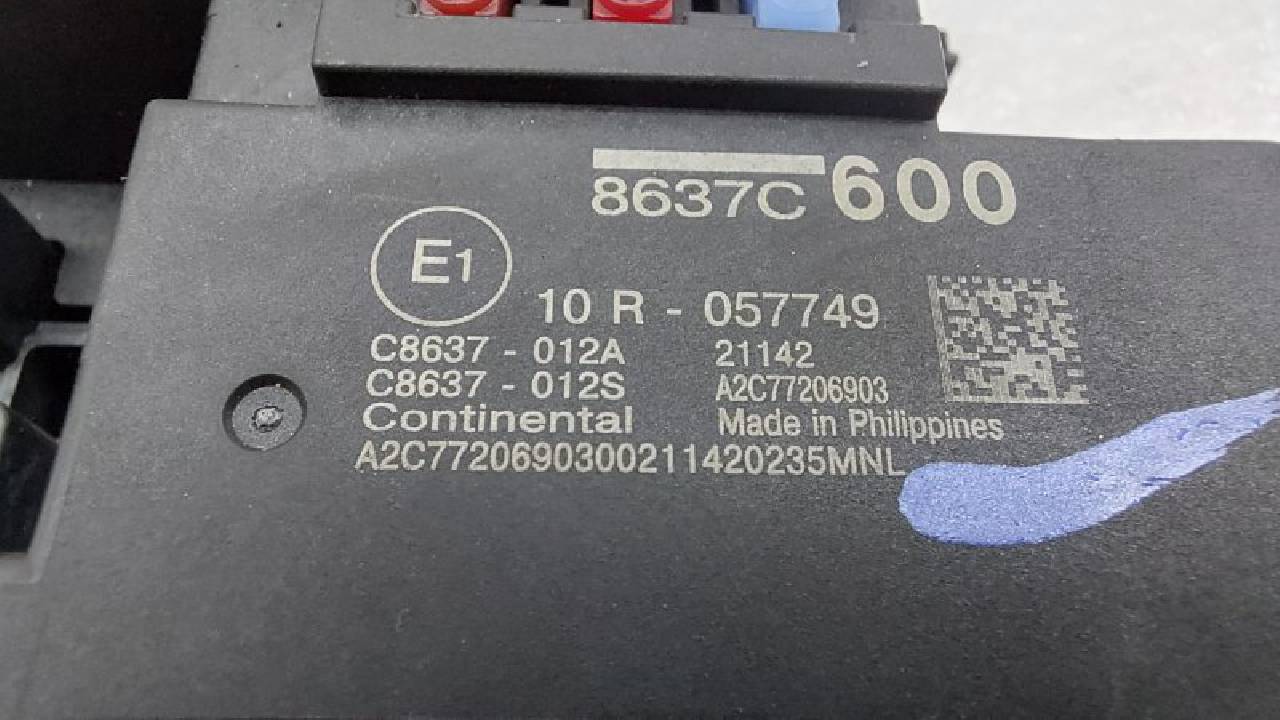 8637C 600
E1
10 R - 057749
C8637 - 012A 21142
C8637 - 012S A2C77206903
Continental Made in Philippines
A2C7720690300211420235MNL